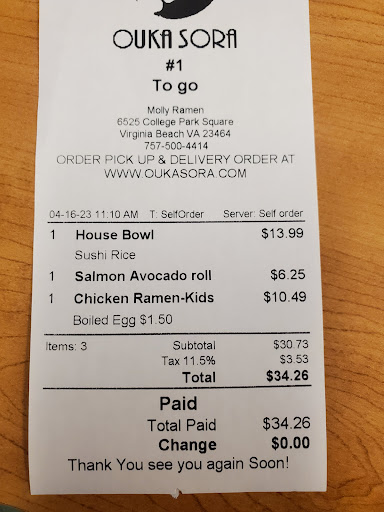 OUKA SORA
#1
To go
Molly Ramen
6525 College Park Square
Virginia Beach VA 23464
757-500-4414
ORDER PICK UP & DELIVERY ORDER AT
WWW.OUKASORA.COM
04-16-23 11:10 AM T: SelfOrder Server: Self order
1 House Bowl $13.99
Sushi Rice
1 Salmon Avocado roll $6.25
1 Chicken Ramen-Kids $10.49
Boiled Egg $1.50
Items: 3 Subtotal $30.73
Tax 11.5% $3.53
Total $34.26
Paid
Total Paid $34.26
Change $0.00
Thank You see you again Soon!